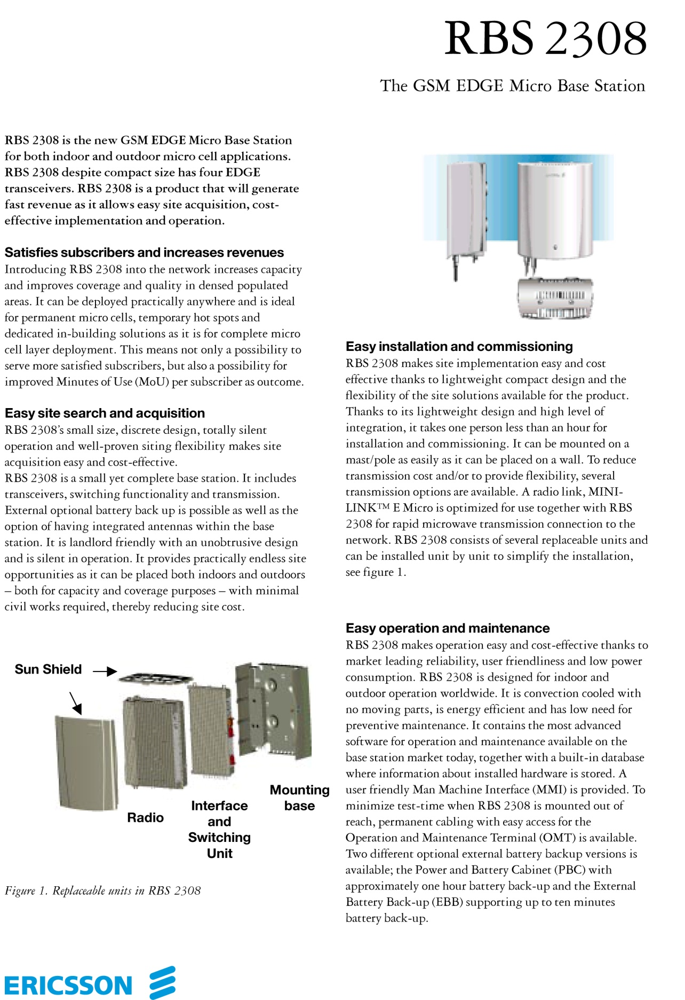 RBS 2308
The GSM EDGE Micro Base Station
RBS 2308 is the new GSM EDGE Micro Base Station
for both indoor and outdoor micro cell applications.
RBS 2308 despite compact size has four EDGE
transceivers. RBS 2308 is a product that will generate
fast revenue as it allows easy site acquisition, cost-
effective implementation and operation.
Satisfies subscribers and increases revenues
Introducing RBS 2308 into the network increases capacity
and improves coverage and quality in densed populated
areas. It can be deployed practically anywhere and is ideal
for permanent micro cells, temporary hot spots and
dedicated in-building solutions as it is for complete micro
cell layer deployment. This means not only a possibility to
serve more satisfied subscribers, but also a possibility for
improved Minutes of Use (MoU) per subscriber as outcome.
Easy site search and acquisition
RBS 2308’s small size, discrete design, totally silent
operation and well-proven siting flexibility makes site
acquisition easy and cost-effective.
RBS 2308 is a small yet complete base station. It includes
transceivers, switching functionality and transmission.
External optional battery back up is possible as well as the
option of having integrated antennas within the base
station. It is landlord friendly with an unobtrusive design
and is silent in operation. It provides practically endless site
opportunities as it can be placed both indoors and outdoors
– both for capacity and coverage purposes – with minimal
civil works required, thereby reducing site cost.
Sun Shield
Radio
Interface
and
Switching
Unit
Mounting
base
Figure 1. Replaceable units in RBS 2308
Easy installation and commissioning
RBS 2308 makes site implementation easy and cost
effective thanks to lightweight compact design and the
flexibility of the site solutions available for the product.
Thanks to its lightweight design and high level of
integration, it takes one person less than an hour for
installation and commissioning. It can be mounted on a
mast/pole as easily as it can be placed on a wall. To reduce
transmission cost and/or to provide flexibility, several
transmission options are available. A radio link, MINI-
LINK™ E Micro is optimized for use together with RBS
2308 for rapid microwave transmission connection to the
network. RBS 2308 consists of several replaceable units and
can be installed unit by unit to simplify the installation,
see figure 1.
Easy operation and maintenance
RBS 2308 makes operation easy and cost-effective thanks to
market leading reliability, user friendliness and low power
consumption. RBS 2308 is designed for indoor and
outdoor operation worldwide. It is convection cooled with
no moving parts, is energy efficient and has low need for
preventive maintenance. It contains the most advanced
software for operation and maintenance available on the
base station market today, together with a built-in database
where information about installed hardware is stored. A
user friendly Man Machine Interface (MMI) is provided. To
minimize test-time when RBS 2308 is mounted out of
reach, permanent cabling with easy access for the
Operation and Maintenance Terminal (OMT) is available.
Two different optional external battery backup versions is
available; the Power and Battery Cabinet (PBC) with
approximately one hour battery back-up and the External
Battery Back-up (EBB) supporting up to ten minutes
battery back-up.
ERICSSON